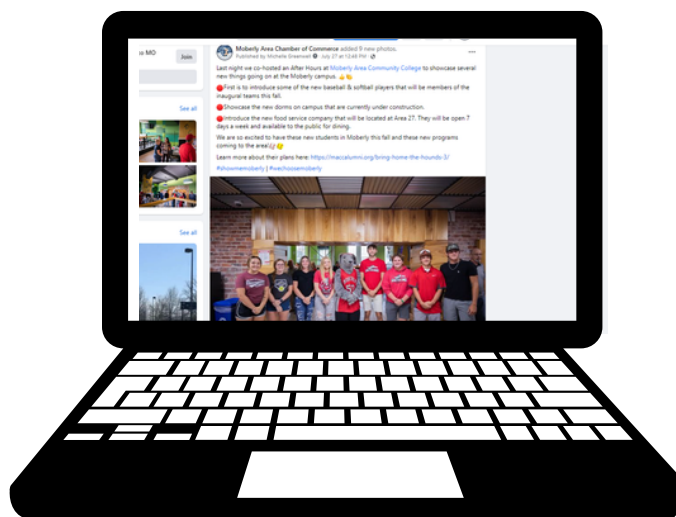 ro MO
Join
See all
See all
Moberly Area Chamber of Commerce added 9 new photos.
Published by Michelle Greenwell · July 27 at 12:48 PM ·
Last night we co-hosted an After Hours at Moberly Area Community College to showcase several
new things going on at the Moberly campus.
First is to introduce some of the new baseball & softball players that will be members of the
inaugural teams this fall.
Showcase the new dorms on campus that are currently under construction.
Introduce the new food service company that will be located at Area 27. They will be open 7
days a week and available to the public for dining.
We are so excited to have these new students in Moberly this fall and these new programs
coming to the area!
Learn more about their plans here: https://maccalumni.org/bring-home-the-hounds-3/
#showmemoberly | #wechoosemoberly